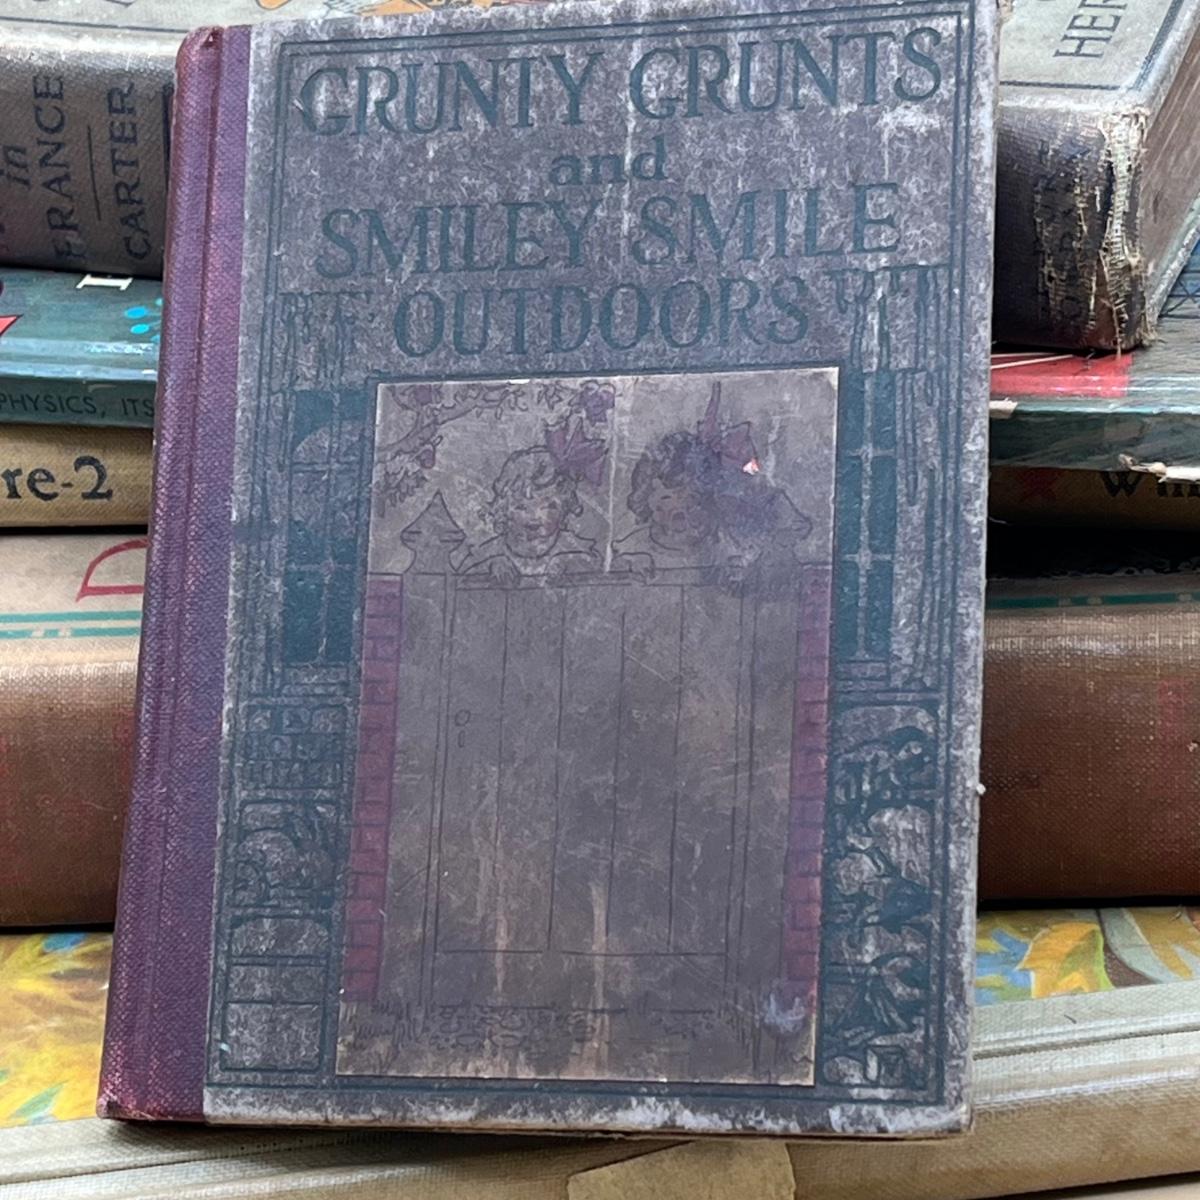 GRUNTY GRUNTS
and
SMILEY SMILE
OUTDOORS
in
FRANCE
CARTER
HER
PHYSICS, ITS
re-2
D